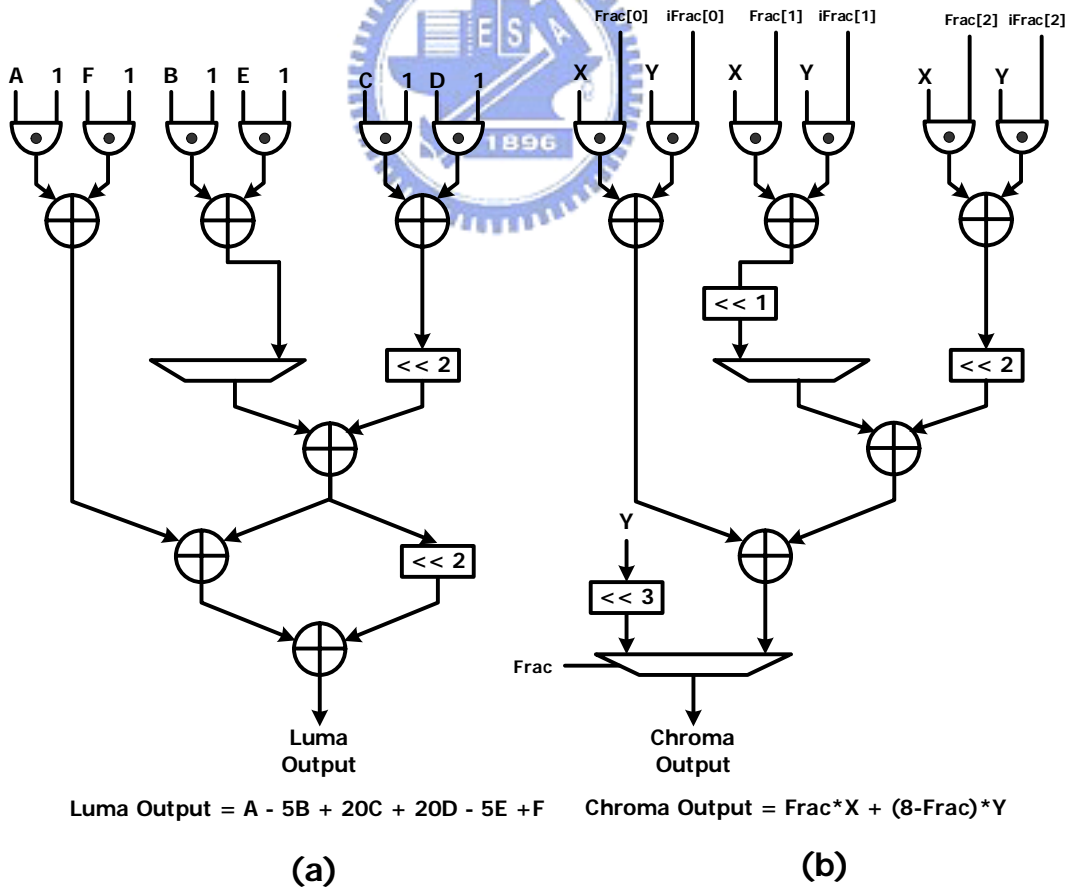 Frac[0] iFrac[0] Frac[1] iFrac[1] Frac[2] iFrac[2]
A 1 F 1 B 1 E 1 C 1 D 1 X Y X Y X Y
E S A
1896
<< 1
<< 2 << 2
Y
<< 2
<< 3
Frac
Luma Output
Chroma Output
Luma Output = A - 5B + 20C + 20D - 5E +F
Chroma Output = Frac*X + (8-Frac)*Y
(a)
(b)